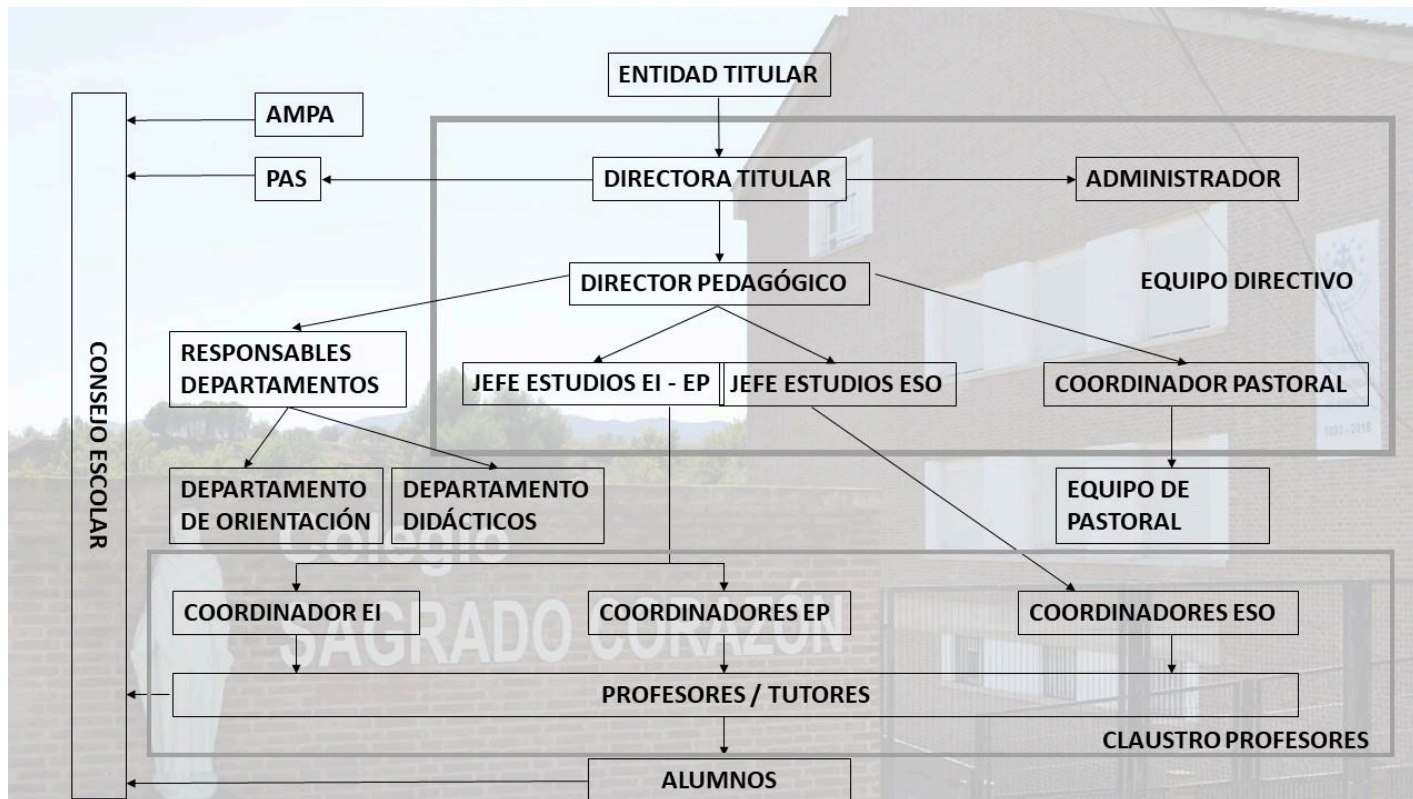 ENTIDAD TITULAR
AMPA
PAS
DIRECTORA TITULAR
ADMINISTRADOR
DIRECTOR PEDAGÓGICO
EQUIPO DIRECTIVO
CONSEJO ESCOLAR
RESPONSABLES
DEPARTAMENTOS
JEFE ESTUDIOS EI - EP
JEFE ESTUDIOS ESO
COORDINADOR PASTORAL
1893 - 2018
DEPARTAMENTO
DE ORIENTACIÓN
DEPARTAMENTO
DIDÁCTICOS
EQUIPO DE
PASTORAL
Colegio
SAGRADO CORAZÓN
COORDINADOR EI
COORDINADORES EP
COORDINADORES ESO
PROFESORES / TUTORES
CLAUSTRO PROFESORES
ALUMNOS